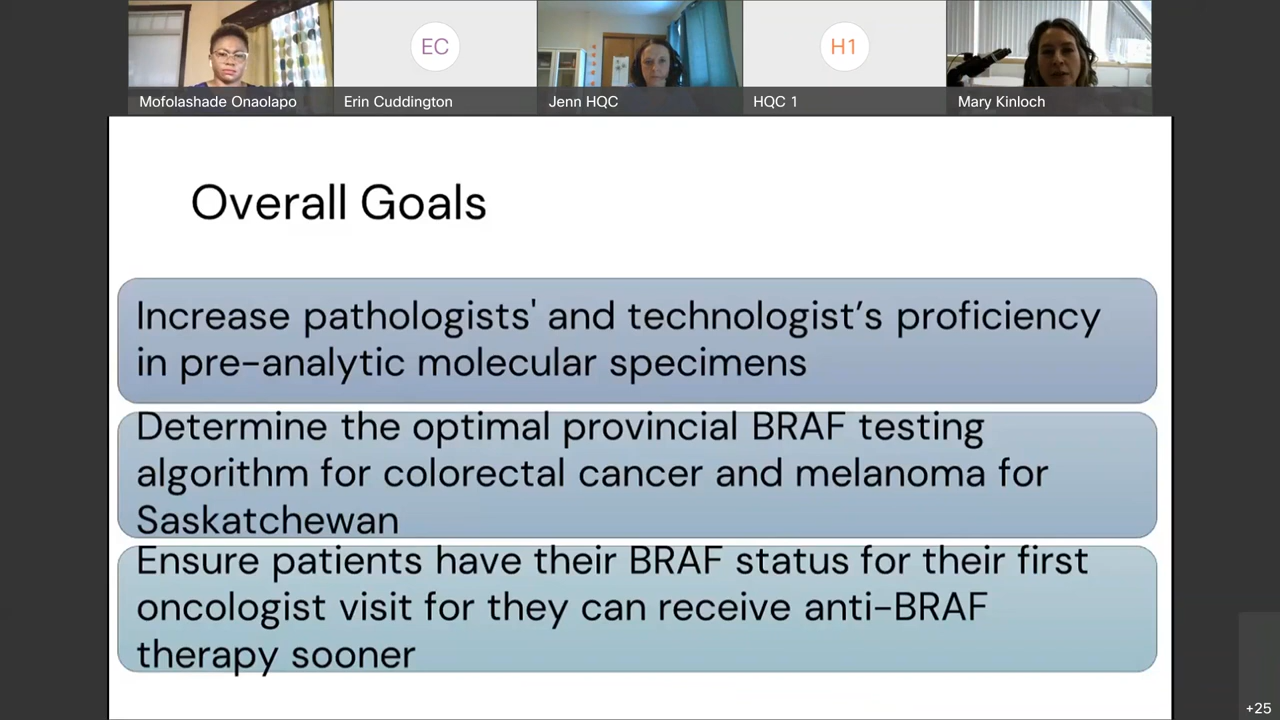 EC
H1
Mofolashade Onaolapo
Erin Cuddington
Jenn HQC
HQC 1
Mary Kinloch
Overall Goals
Increase pathologists' and technologist’s proficiency
in pre-analytic molecular specimens
Determine the optimal provincial BRAF testing
algorithm for colorectal cancer and melanoma for
Saskatchewan
Ensure patients have their BRAF status for their first
oncologist visit for they can receive anti-BRAF
therapy sooner
+25